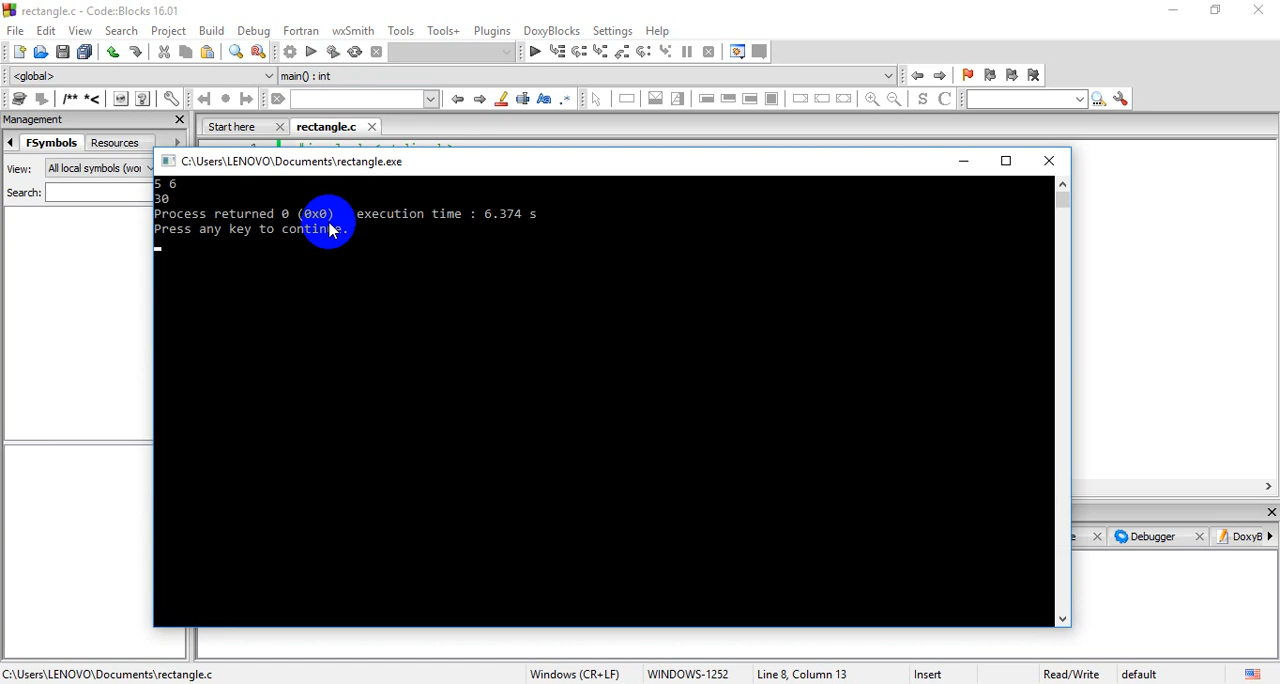 rectangle.c - Code::Blocks 16.01
File Edit View Search Project Build Debug Fortran wxSmith Tools Tools+ Plugins DoxyBlocks Settings Help
<global> main() : int
/** *<
S C
Management
FSymbols Resources
Start here rectangle.c
View: All local symbols (wor
Search:
C:\Users\LENOVO\Documents\rectangle.exe
5 6
30
Process returned 0 (0x0) execution time : 6.374 s
Press any key to continue.
Debugger DoxyB
C:\Users\LENOVO\Documents\rectangle.c Windows (CR+LF) WINDOWS-1252 Line 8, Column 13 Insert Read/Write default